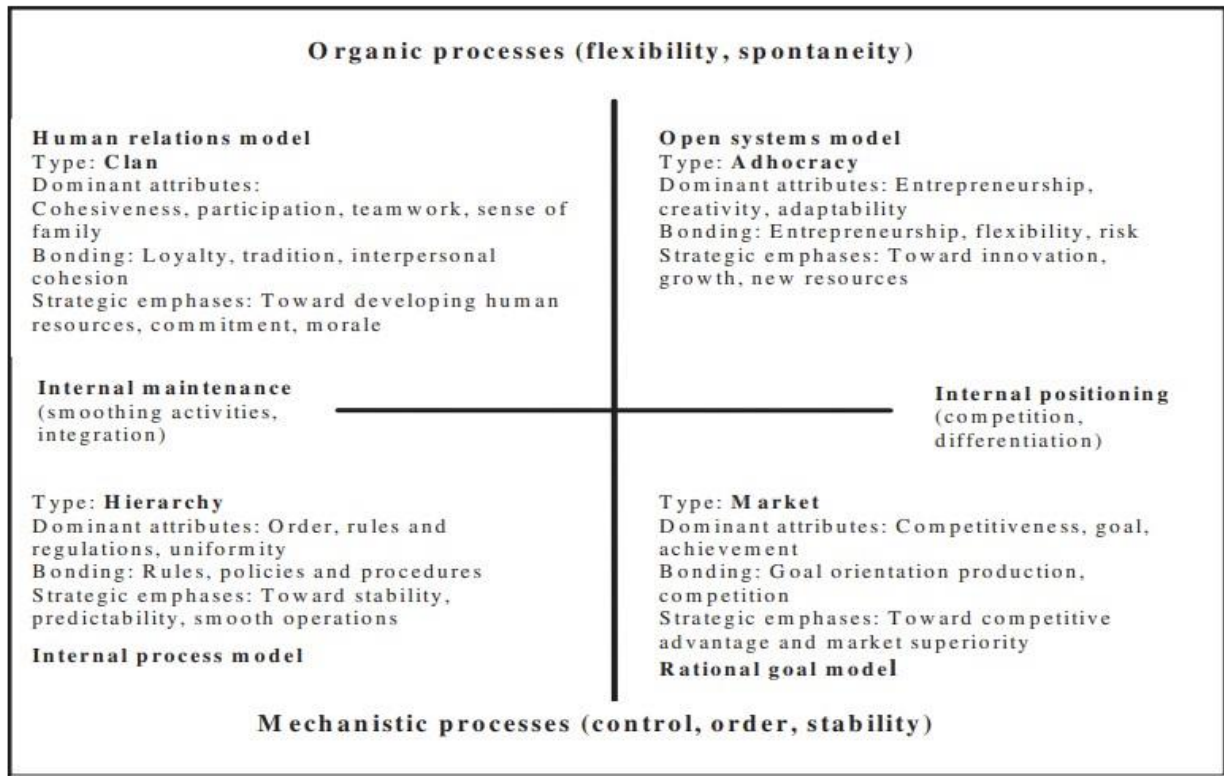 Organic processes (flexibility, spontaneity)
Human relations model
Type: Clan
Dominant attributes:
Cohesiveness, participation, teamwork, sense of
family
Bonding: Loyalty, tradition, interpersonal
cohesion
Strategic emphases: Toward developing human
resources, commitment, morale
Open systems model
Type: Adhocracy
Dominant attributes: Entrepreneurship,
creativity, adaptability
Bonding: Entrepreneurship, flexibility, risk
Strategic emphases: Toward innovation,
growth, new resources
Internal maintenance
(smoothing activities,
integration)
Internal positioning
(competition,
differentiation)
Type: Hierarchy
Dominant attributes: Order, rules and
regulations, uniformity
Bonding: Rules, policies and procedures
Strategic emphases: Toward stability,
predictability, smooth operations
Internal process model
Type: Market
Dominant attributes: Competitiveness, goal,
achievement
Bonding: Goal orientation production,
competition
Strategic emphases: Toward competitive
advantage and market superiority
Rational goal model
Mechanistic processes (control, order, stability)